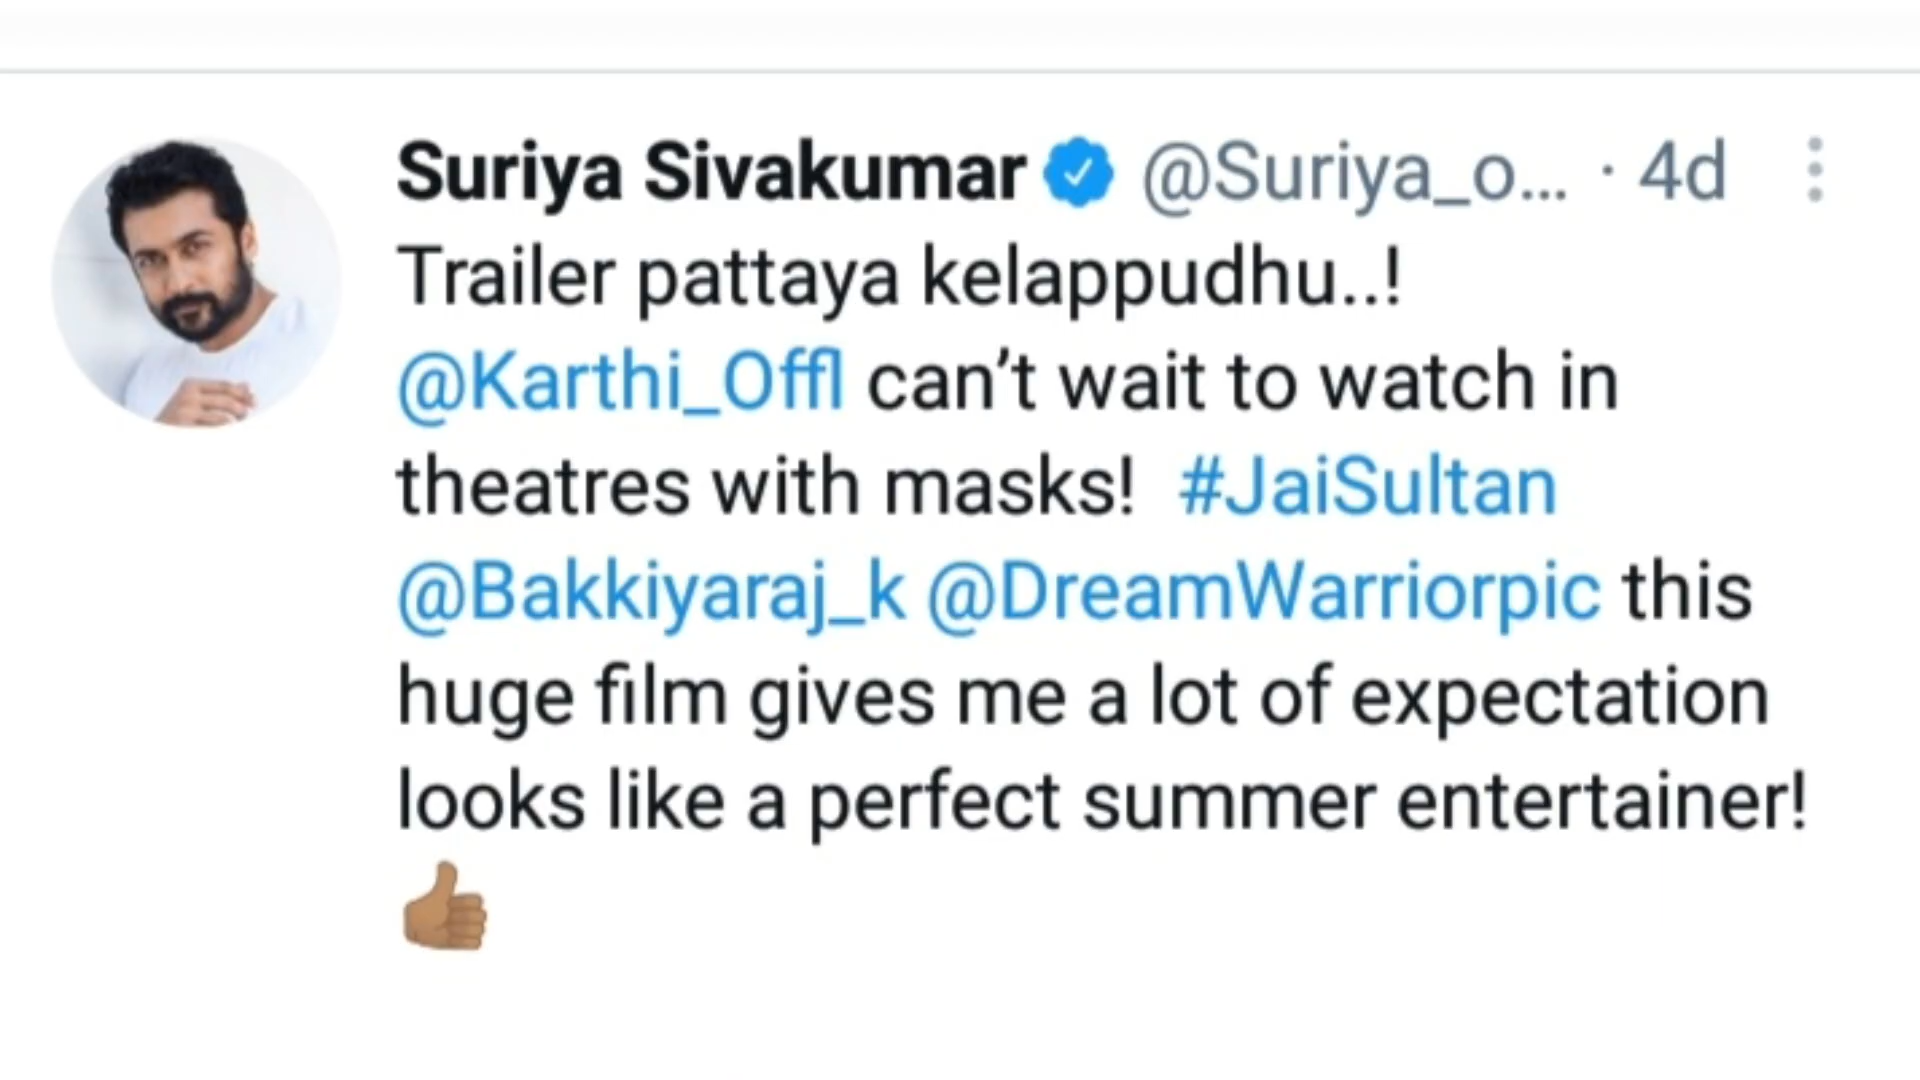 Suriya Sivakumar @Suriya_o... · 4d
Trailer pattaya kelappudhu..!
@Karthi_Offl can’t wait to watch in
theatres with masks!  #JaiSultan
@Bakkiyaraj_k @DreamWarriorpic this
huge film gives me a lot of expectation
looks like a perfect summer entertainer!
👍🏽